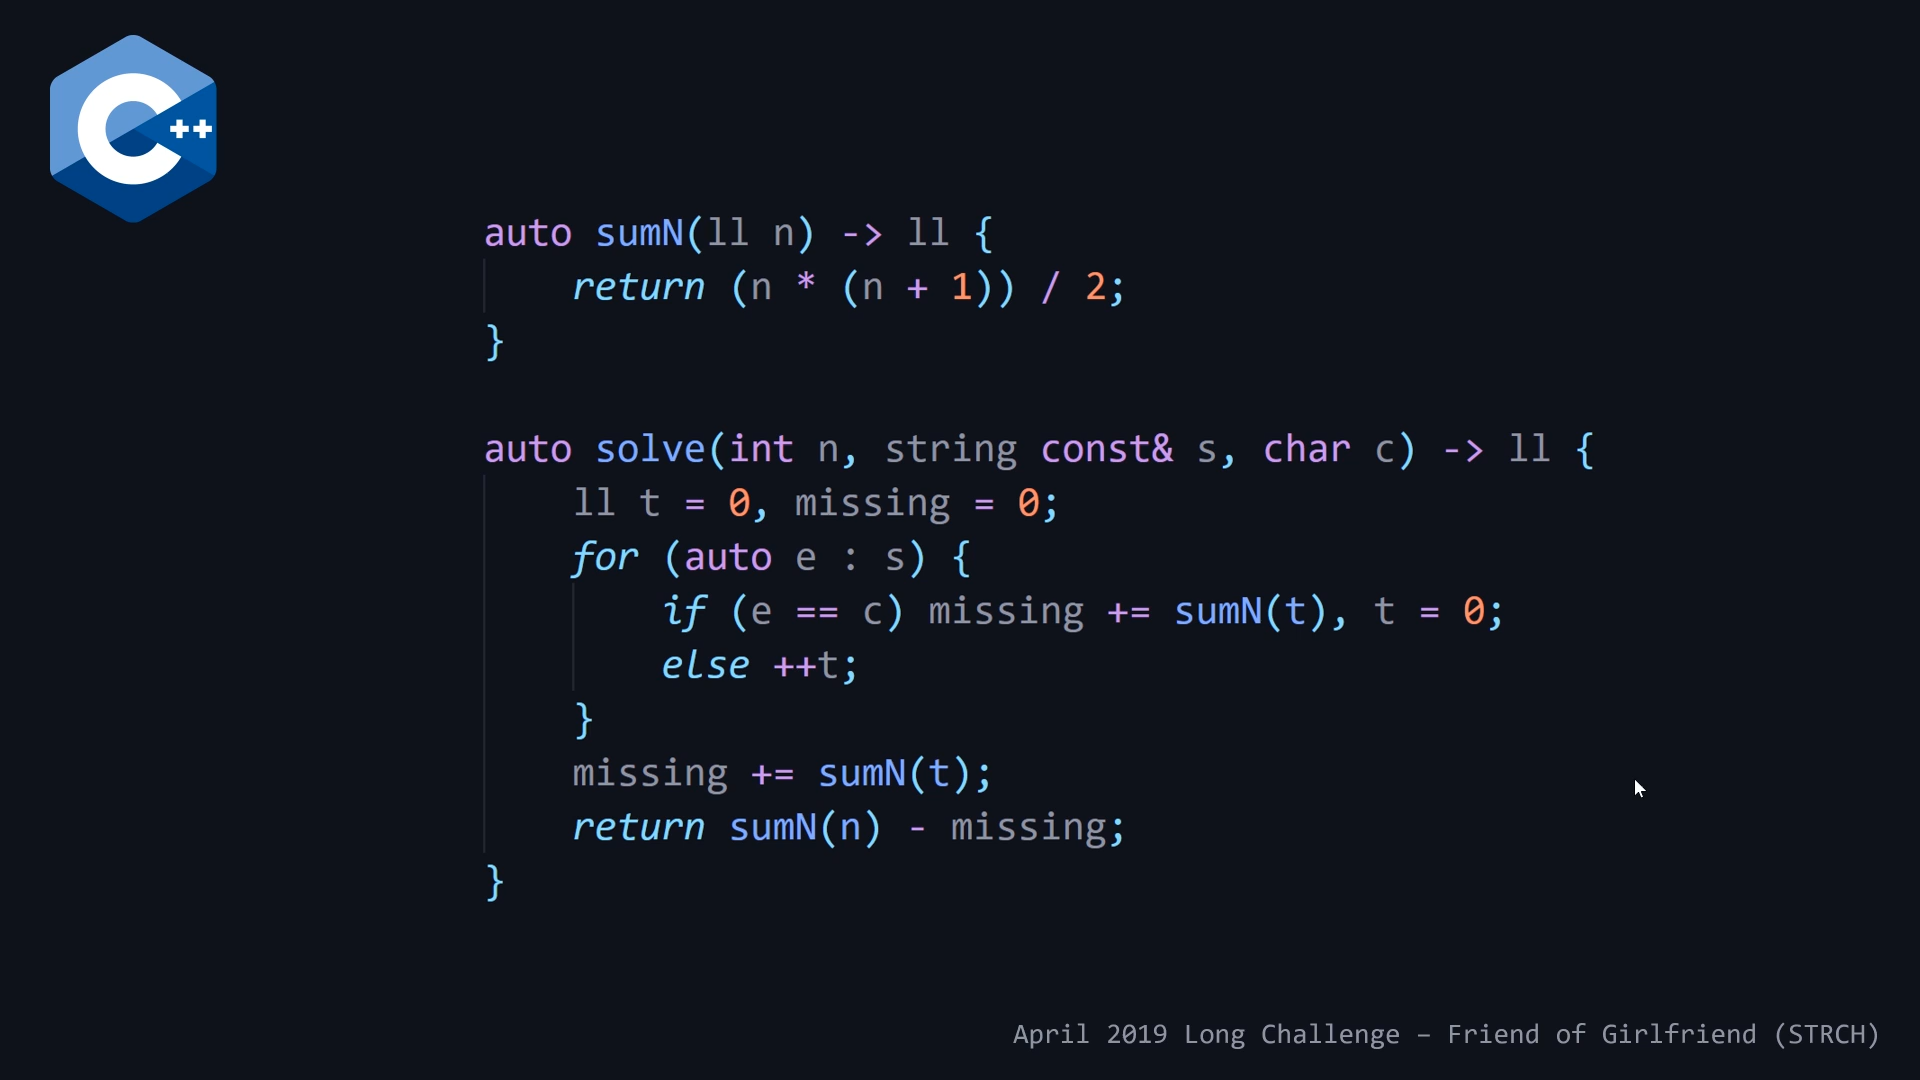 C++
auto sumN(ll n) -> ll {
    return (n * (n + 1)) / 2;
}

auto solve(int n, string const& s, char c) -> ll {
    ll t = 0, missing = 0;
    for (auto e : s) {
        if (e == c) missing += sumN(t), t = 0;
        else ++t;
    }
    missing += sumN(t);
    return sumN(n) - missing;
}
April 2019 Long Challenge – Friend of Girlfriend (STRCH)